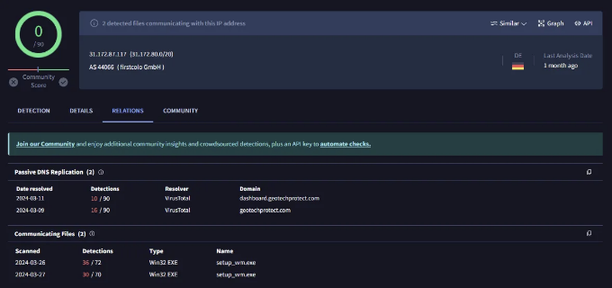 0
/ 90
Community
Score
2 detected files communicating with this IP address
Similar
Graph
API
31.172.87.117 (31.172.80.0/20)
AS 44066 ( firstcolo GmbH )
DE
Last Analysis Date
1 month ago
DETECTION DETAILS RELATIONS COMMUNITY
Join our Community and enjoy additional community insights and crowdsourced detections, plus an API key to automate checks.
Passive DNS Replication (2)
Date resolved Detections Resolver Domain
2024-03-11 10 / 90 VirusTotal dashboard.geotechprotect.com
2024-03-09 16 / 90 VirusTotal geotechprotect.com
Communicating Files (2)
Scanned Detections Type Name
2024-03-26 36 / 72 Win32 EXE setup_wm.exe
2024-03-27 30 / 70 Win32 EXE setup_wm.exe